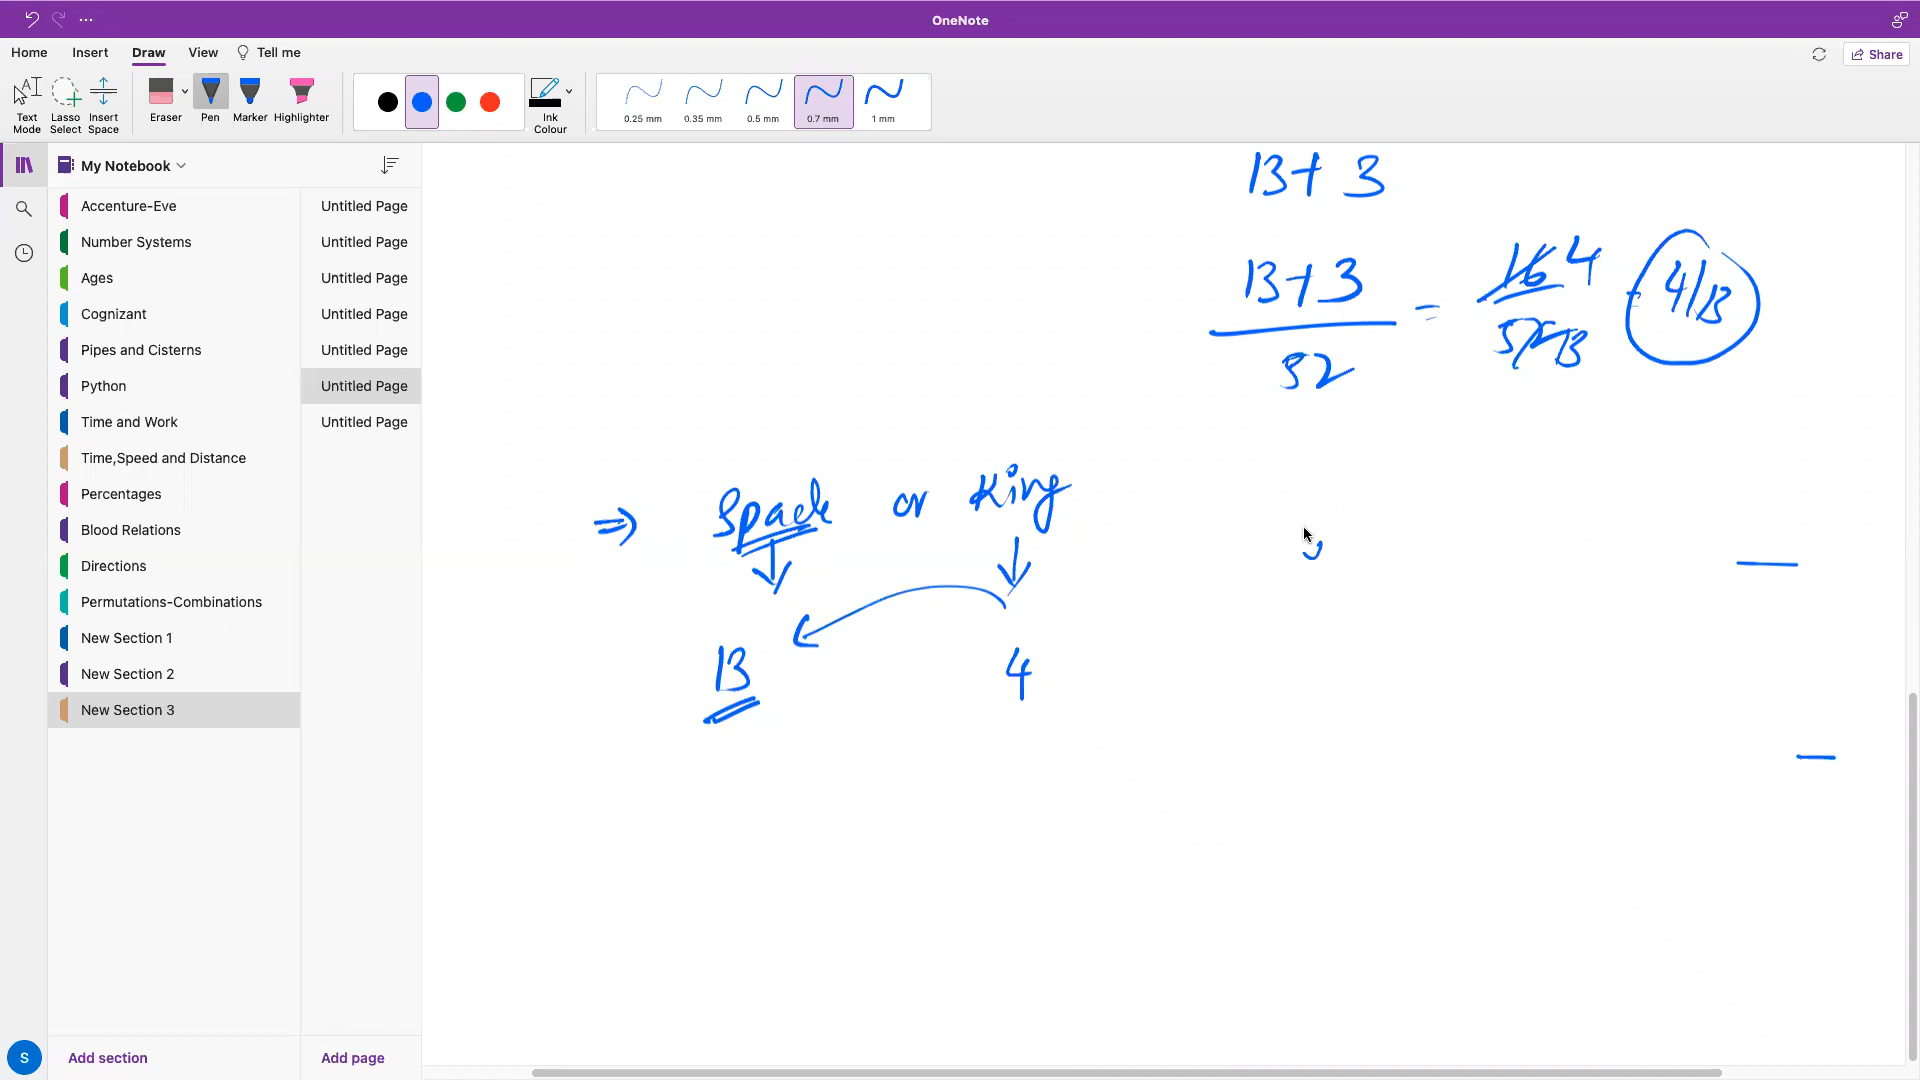 OneNote
Home Insert Draw View Tell me
Share
Text Mode
Lasso Select
Insert Space
Eraser
Pen
Marker
Highlighter
Ink Colour
0.25 mm
0.35 mm
0.5 mm
0.7 mm
1 mm
My Notebook
Accenture-Eve
Number Systems
Ages
Cognizant
Pipes and Cisterns
Python
Time and Work
Time,Speed and Distance
Percentages
Blood Relations
Directions
Permutations-Combinations
New Section 1
New Section 2
New Section 3
Add section
Untitled Page
Untitled Page
Untitled Page
Untitled Page
Untitled Page
Untitled Page
Untitled Page
Add page
S
13+ 3
13+3 / 52 = 16 4 / 52 13 = 4/13
⇒ Spade or King
13 4